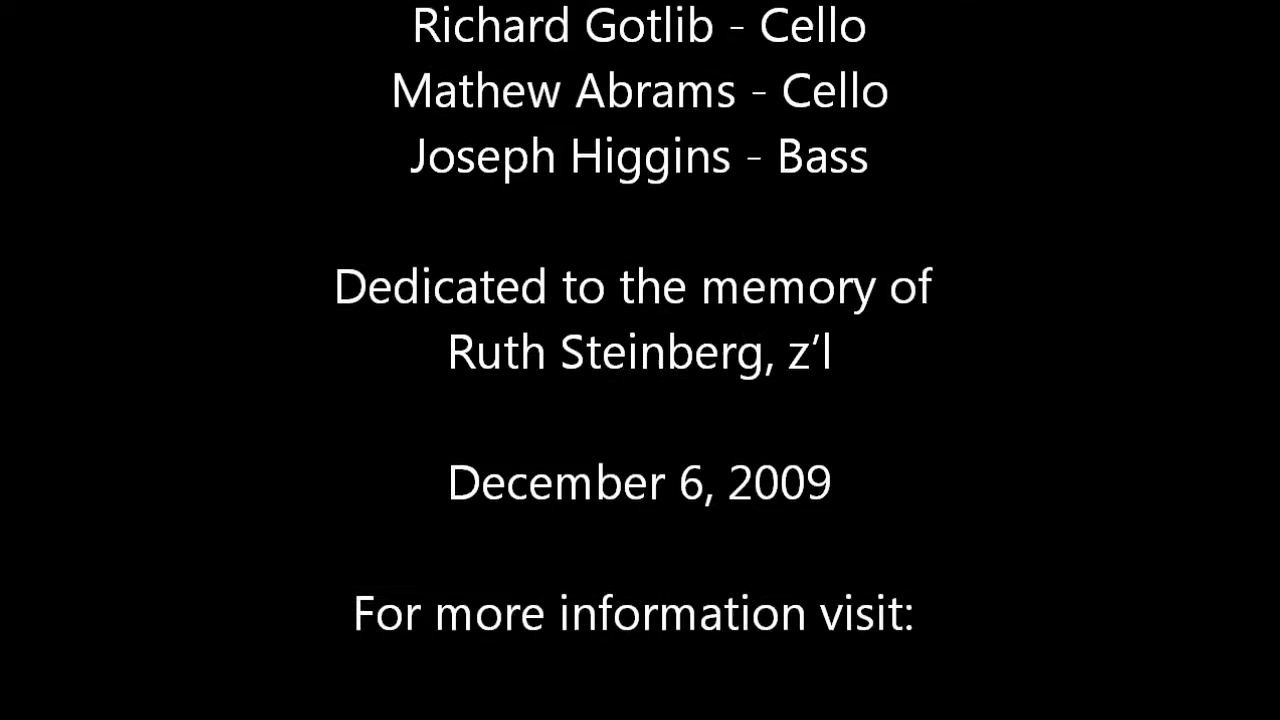 Richard Gotlib - Cello
Mathew Abrams - Cello
Joseph Higgins - Bass
Dedicated to the memory of
Ruth Steinberg, z’l
December 6, 2009
For more information visit: